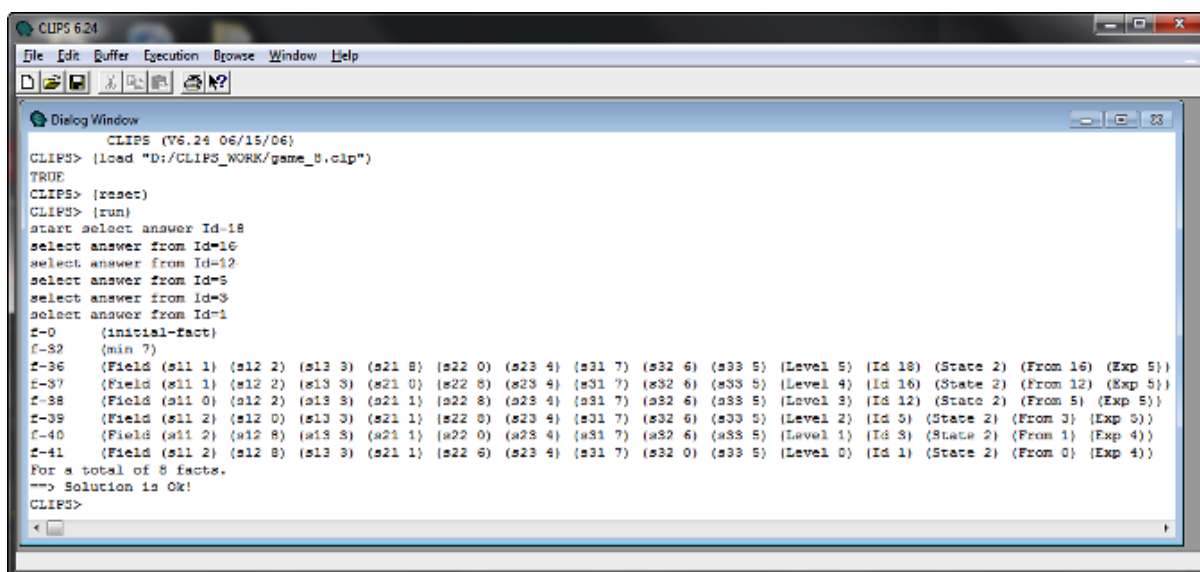 CLIPS 6.24
File Edit Buffer Execution Browse Window Help
Dialog Window
CLIPS (V6.24 06/15/06)
CLIPS> (load "D:/CLIPS_WORK/game_8.clp")
TRUE
CLIPS> (reset)
CLIPS> (run)
start select answer Id=18
select answer from Id=16
select answer from Id=12
select answer from Id=5
select answer from Id=3
select answer from Id=1
f-0 (initial-fact)
f-32 (min 7)
f-36 (Field (s11 1) (s12 2) (s13 3) (s21 8) (s22 0) (s23 4) (s31 7) (s32 6) (s33 5) (Level 5) (Id 18) (State 2) (From 16) (Exp 5))
f-37 (Field (s11 1) (s12 2) (s13 3) (s21 0) (s22 8) (s23 4) (s31 7) (s32 6) (s33 5) (Level 4) (Id 16) (State 2) (From 12) (Exp 5))
f-38 (Field (s11 0) (s12 2) (s13 3) (s21 1) (s22 8) (s23 4) (s31 7) (s32 6) (s33 5) (Level 3) (Id 12) (State 2) (From 5) (Exp 5))
f-39 (Field (s11 2) (s12 0) (s13 3) (s21 1) (s22 8) (s23 4) (s31 7) (s32 6) (s33 5) (Level 2) (Id 5) (State 2) (From 3) (Exp 5))
f-40 (Field (s11 2) (s12 8) (s13 3) (s21 1) (s22 0) (s23 4) (s31 7) (s32 6) (s33 5) (Level 1) (Id 3) (State 2) (From 1) (Exp 4))
f-41 (Field (s11 2) (s12 8) (s13 3) (s21 1) (s22 6) (s23 4) (s31 7) (s32 0) (s33 5) (Level 0) (Id 1) (State 2) (From 0) (Exp 4))
For a total of 8 facts.
==> Solution is Ok!
CLIPS>